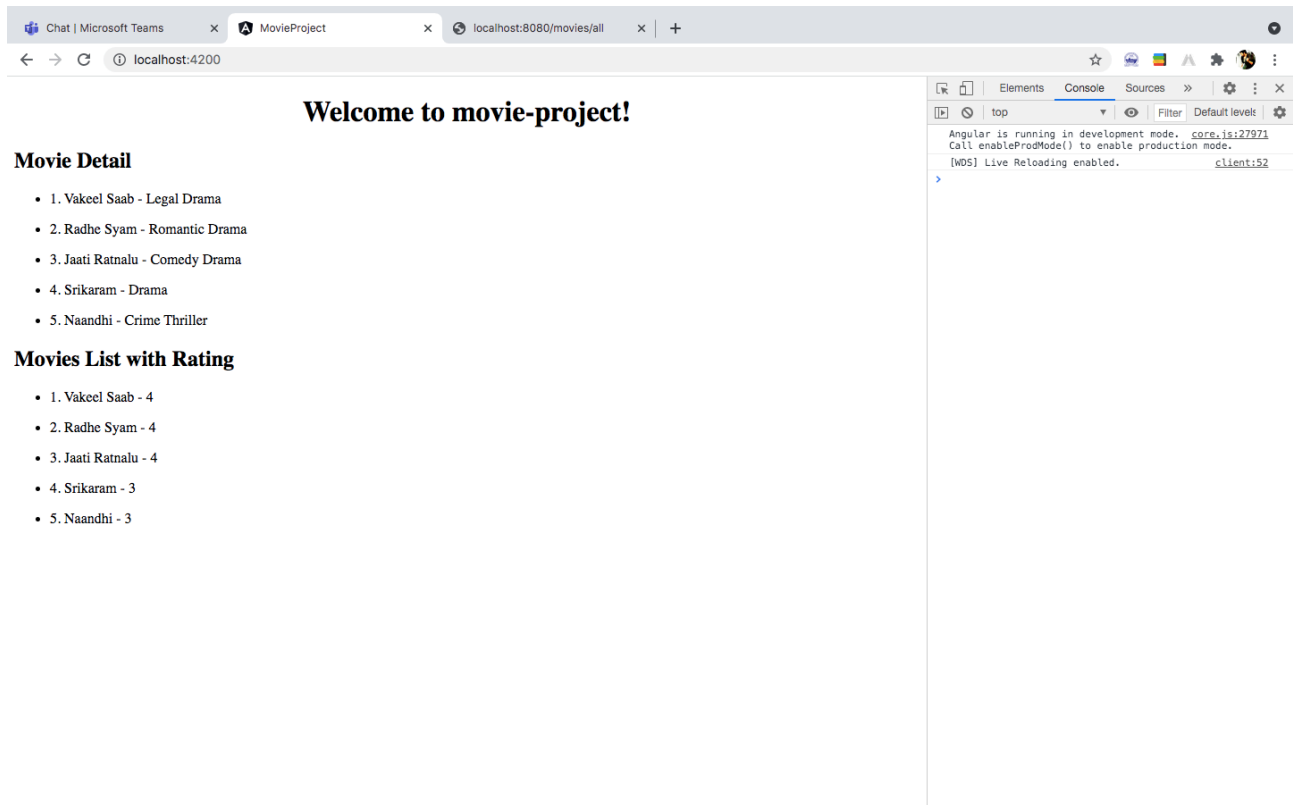 Chat | Microsoft Teams
MovieProject
localhost:8080/movies/all
localhost:4200
Elements Console Sources
top Filter Default levels
Welcome to movie-project!
Movie Detail
• 1. Vakeel Saab - Legal Drama
• 2. Radhe Syam - Romantic Drama
• 3. Jaati Ratnalu - Comedy Drama
• 4. Srikaram - Drama
• 5. Naandhi - Crime Thriller
Movies List with Rating
• 1. Vakeel Saab - 4
• 2. Radhe Syam - 4
• 3. Jaati Ratnalu - 4
• 4. Srikaram - 3
• 5. Naandhi - 3
Angular is running in development mode. core.js:27971
Call enableProdMode() to enable production mode.
[WDS] Live Reloading enabled. client:52